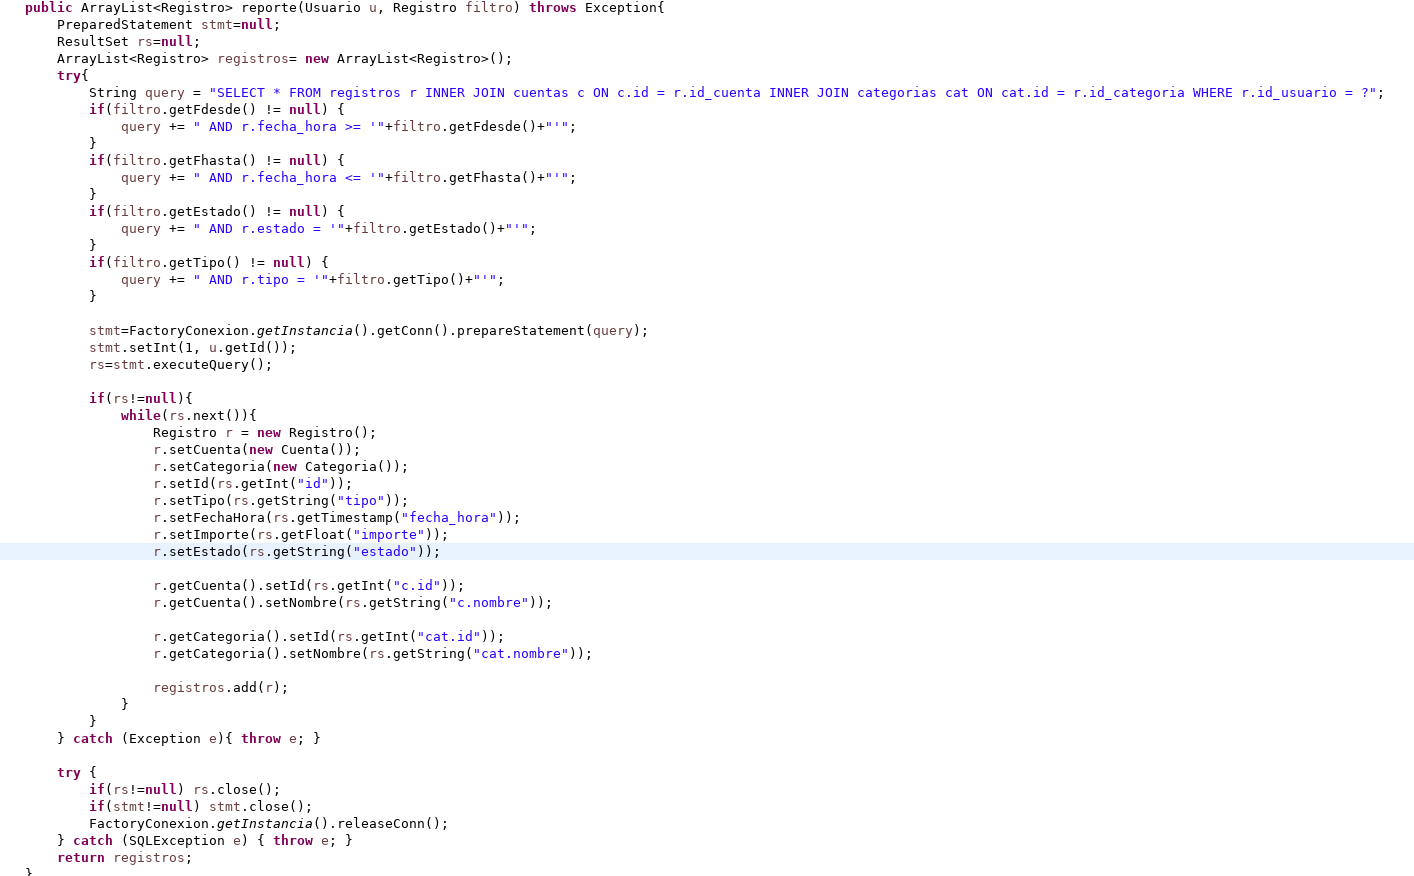 public ArrayList<Registro> reporte(Usuario u, Registro filtro) throws Exception{
    PreparedStatement stmt=null;
    ResultSet rs=null;
    ArrayList<Registro> registros= new ArrayList<Registro>();
    try{
        String query = "SELECT * FROM registros r INNER JOIN cuentas c ON c.id = r.id_cuenta INNER JOIN categorias cat ON cat.id = r.id_categoria WHERE r.id_usuario = ?";
        if(filtro.getFdesde() != null) {
            query += " AND r.fecha_hora >= '"+filtro.getFdesde()+"'";
        }
        if(filtro.getFhasta() != null) {
            query += " AND r.fecha_hora <= '"+filtro.getFhasta()+"'";
        }
        if(filtro.getEstado() != null) {
            query += " AND r.estado = '"+filtro.getEstado()+"'";
        }
        if(filtro.getTipo() != null) {
            query += " AND r.tipo = '"+filtro.getTipo()+"'";
        }

        stmt=FactoryConexion.getInstancia().getConn().prepareStatement(query);
        stmt.setInt(1, u.getId());
        rs=stmt.executeQuery();

        if(rs!=null){
            while(rs.next()){
                Registro r = new Registro();
                r.setCuenta(new Cuenta());
                r.setCategoria(new Categoria());
                r.setId(rs.getInt("id"));
                r.setTipo(rs.getString("tipo"));
                r.setFechaHora(rs.getTimestamp("fecha_hora"));
                r.setImporte(rs.getFloat("importe"));
                r.setEstado(rs.getString("estado"));

                r.getCuenta().setId(rs.getInt("c.id"));
                r.getCuenta().setNombre(rs.getString("c.nombre"));

                r.getCategoria().setId(rs.getInt("cat.id"));
                r.getCategoria().setNombre(rs.getString("cat.nombre"));

                registros.add(r);
            }
        }
    } catch (Exception e){ throw e; }

    try {
        if(rs!=null) rs.close();
        if(stmt!=null) stmt.close();
        FactoryConexion.getInstancia().releaseConn();
    } catch (SQLException e) { throw e; }
    return registros;
}